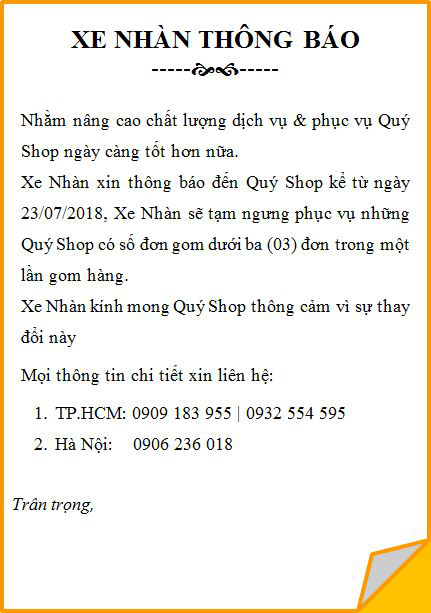 XE NHÀN THÔNG BÁO
Nhằm nâng cao chất lượng dịch vụ & phục vụ Quý
Shop ngày càng tốt hơn nữa.
Xe Nhàn xin thông báo đến Quý Shop kể từ ngày
23/07/2018, Xe Nhàn sẽ tạm ngưng phục vụ những
Quý Shop có số đơn gom dưới ba (03) đơn trong một
lần gom hàng.
Xe Nhàn kính mong Quý Shop thông cảm vì sự thay
đổi này
Mọi thông tin chi tiết xin liên hệ:
1. TP.HCM: 0909 183 955 | 0932 554 595
2. Hà Nội: 0906 236 018
Trân trọng,